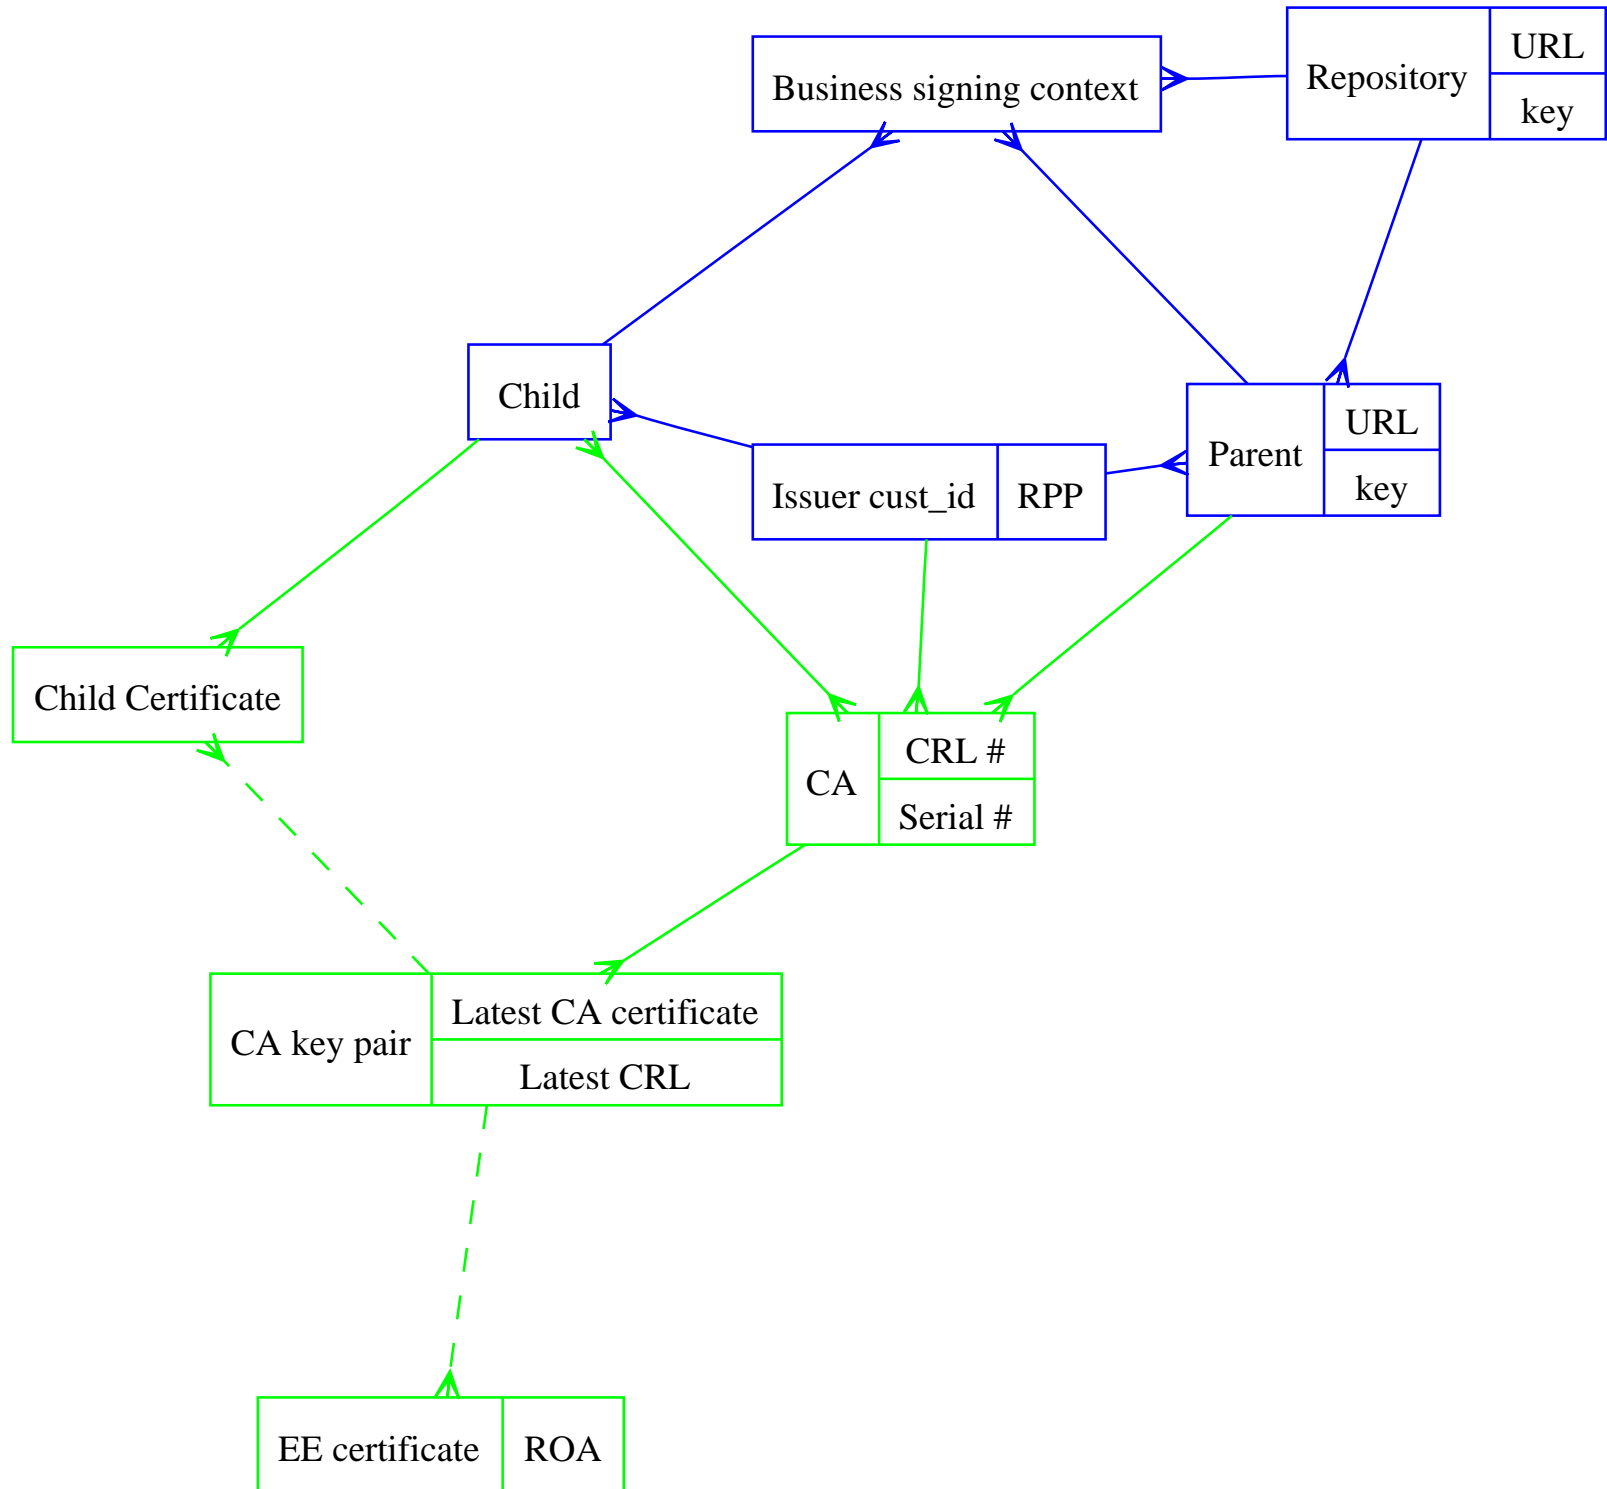 Business signing context
Repository
URL
key
Child
Issuer cust_id
RPP
Parent
URL
key
Child Certificate
CA
CRL #
Serial #
CA key pair
Latest CA certificate
Latest CRL
EE certificate
ROA